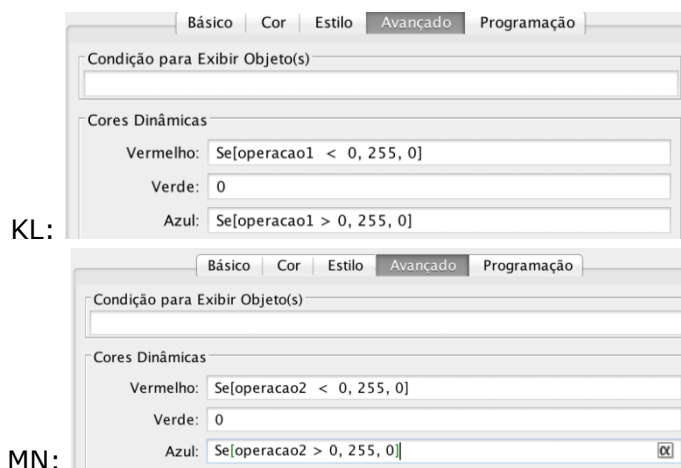 Básico Cor Estilo Avançado Programação
Condição para Exibir Objeto(s)
Cores Dinâmicas
Vermelho: Se[operacao1 < 0, 255, 0]
Verde: 0
KL: Azul: Se[operacao1 > 0, 255, 0]
Básico Cor Estilo Avançado Programação
Condição para Exibir Objeto(s)
Cores Dinâmicas
Vermelho: Se[operacao2 < 0, 255, 0]
Verde: 0
MN: Azul: Se[operacao2 > 0, 255, 0] α